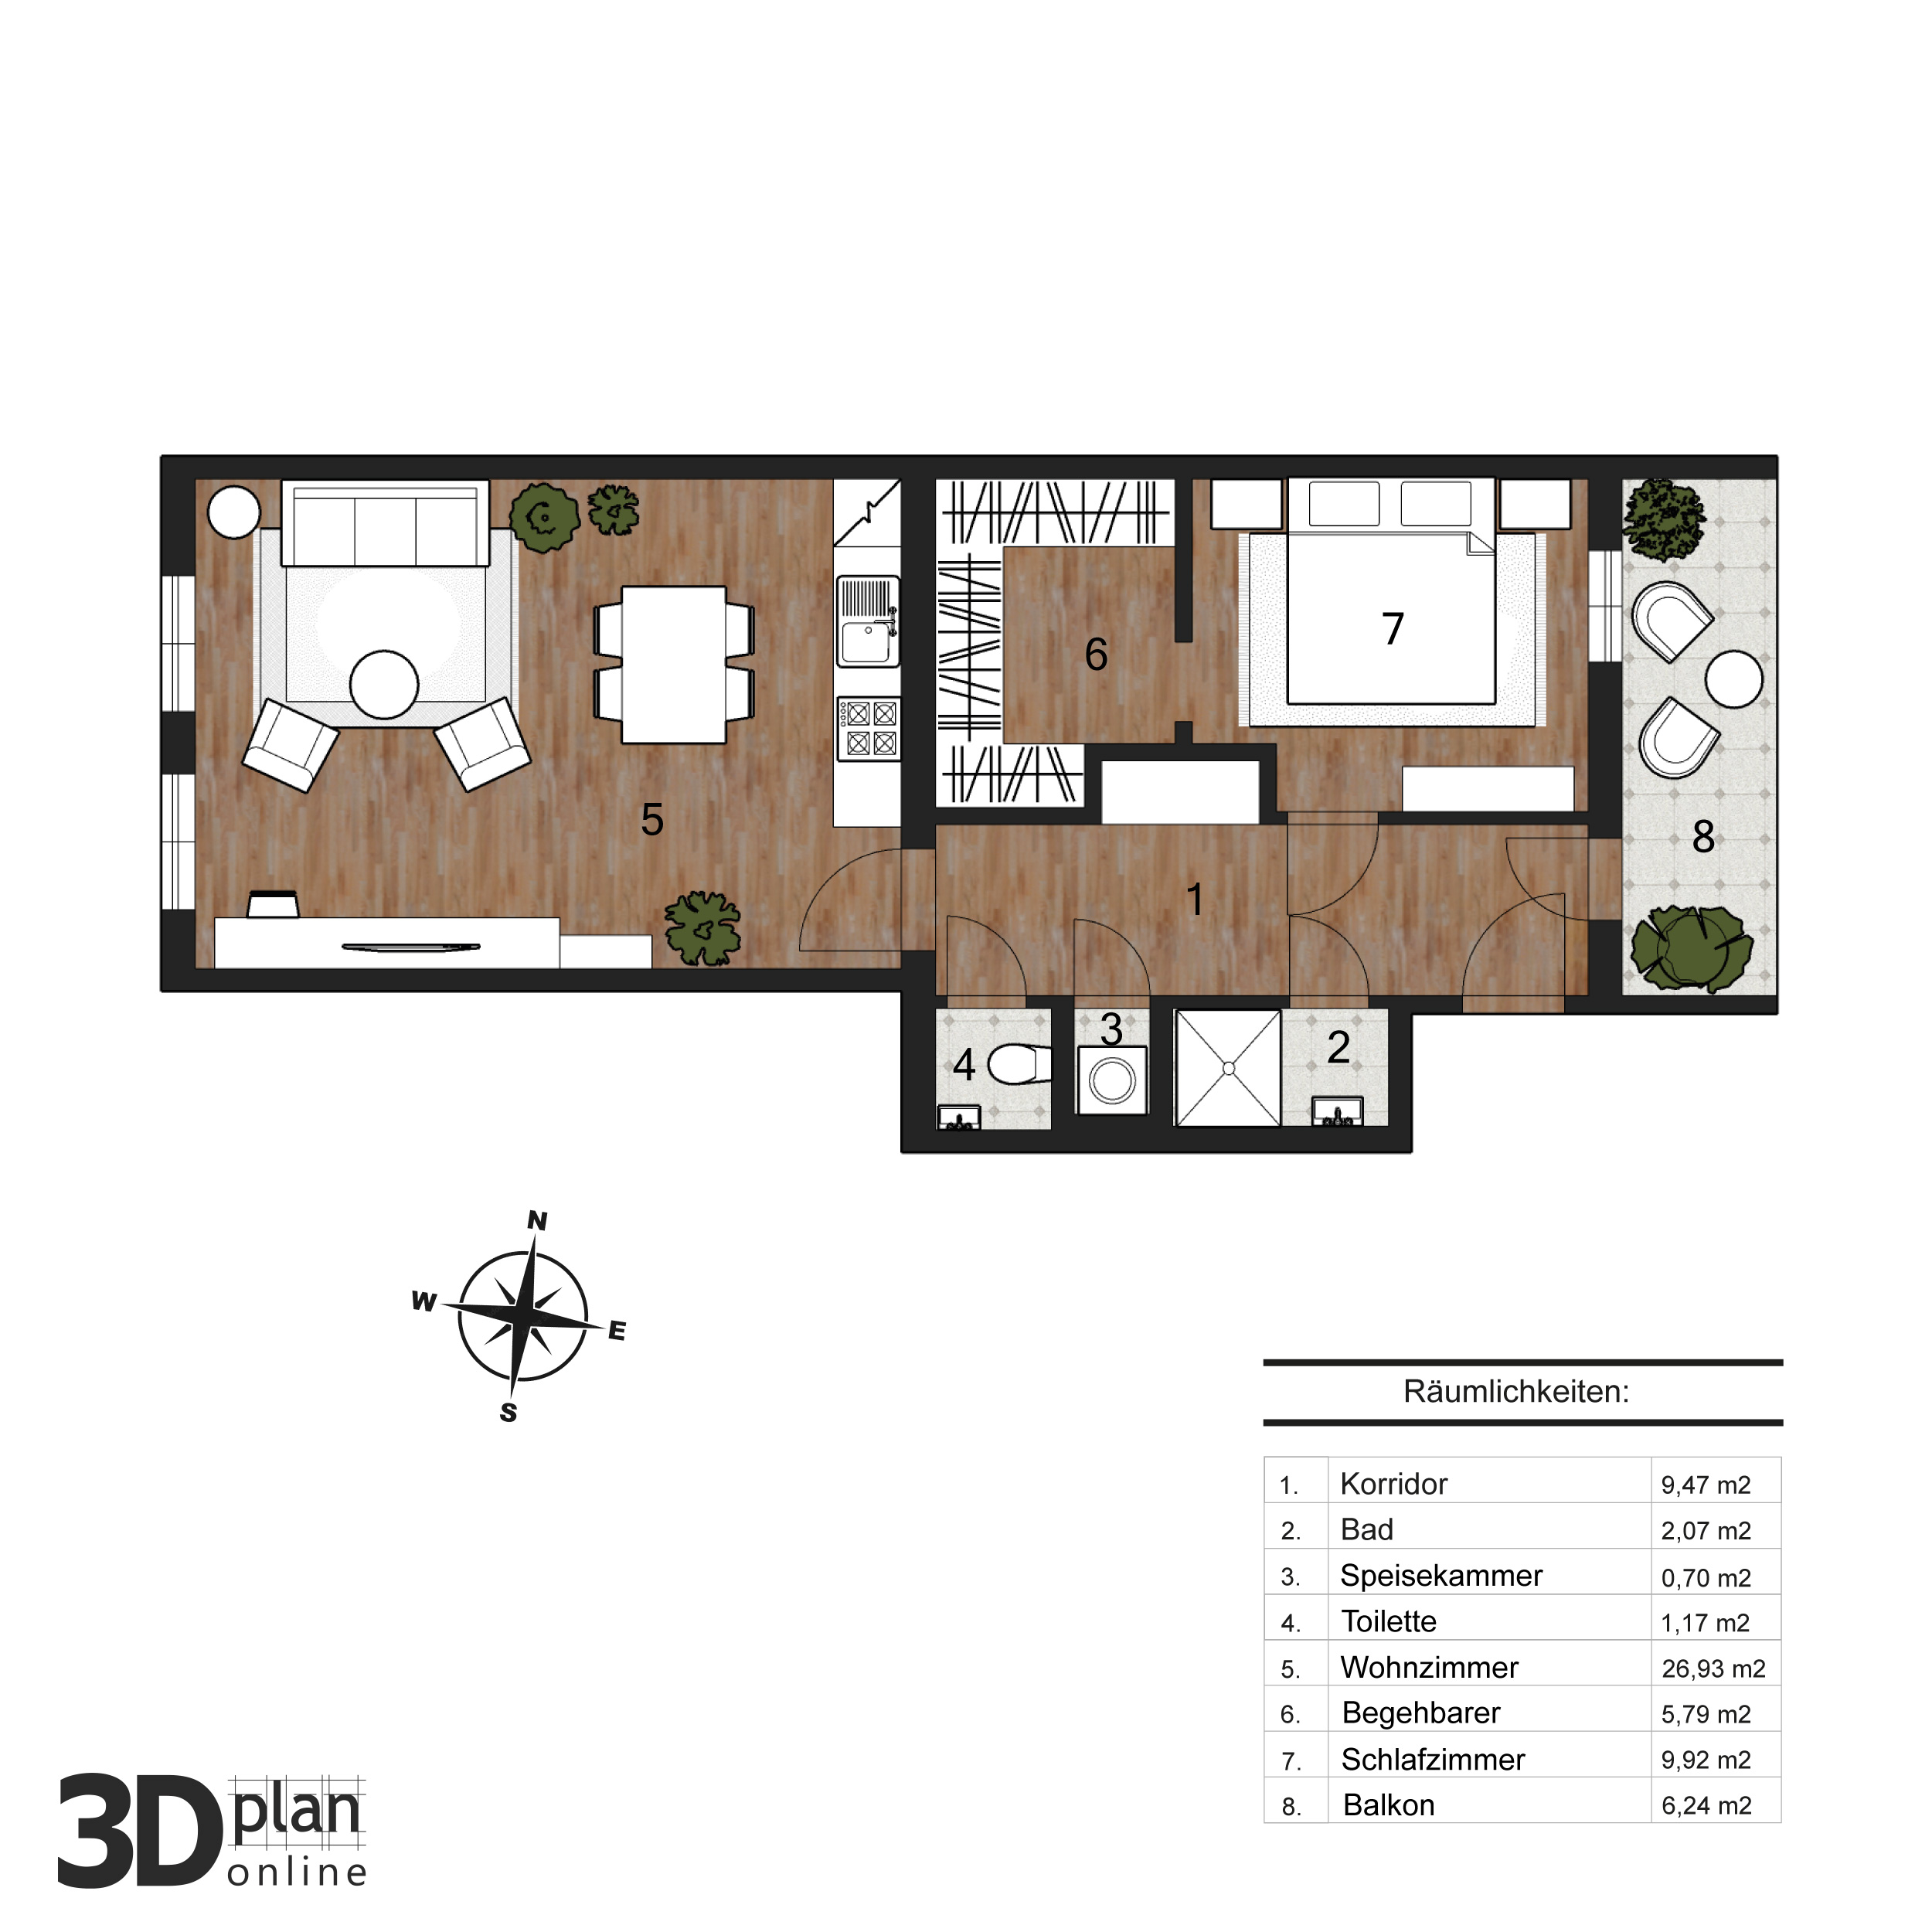 7
6
5
8
1
3
2
4
N
W
E
S
Räumlichkeiten:
1. Korridor 9,47 m2
2. Bad 2,07 m2
3. Speisekammer 0,70 m2
4. Toilette 1,17 m2
5. Wohnzimmer 26,93 m2
6. Begehbarer 5,79 m2
7. Schlafzimmer 9,92 m2
8. Balkon 6,24 m2
3D plan
online